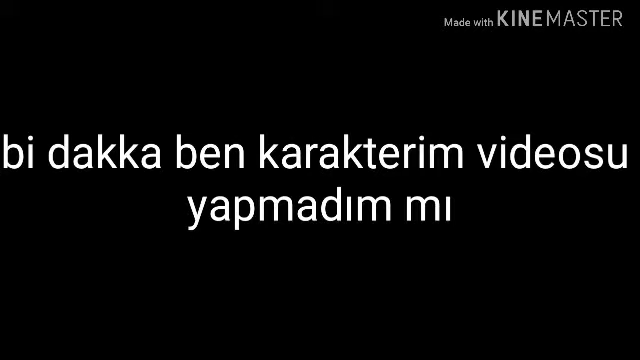 Made with KINEMASTER
bi dakka ben karakterim videosu
yapmadım mı